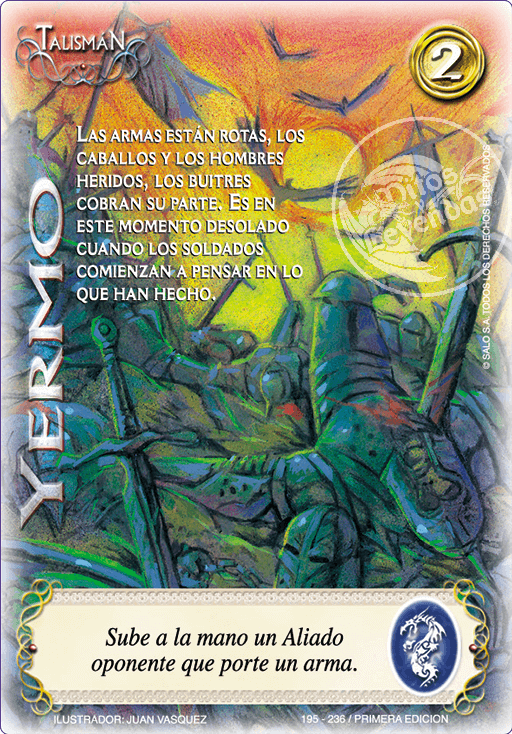 TALISMÁN
2
LAS ARMAS ESTÁN ROTAS, LOS
CABALLOS Y LOS HOMBRES
HERIDOS, LOS BUITRES
COBRAN SU PARTE. ES EN
ESTE MOMENTO DESOLADO
CUANDO LOS SOLDADOS
COMIENZAN A PENSAR EN LO
QUE HAN HECHO.
YERMO
Mitos
y
Leyendas
© SALO S.A. TODOS LOS DERECHOS RESERVADOS
Sube a la mano un Aliado
oponente que porte un arma.
ILUSTRADOR: JUAN VASQUEZ
195 - 236 / PRIMERA EDICION